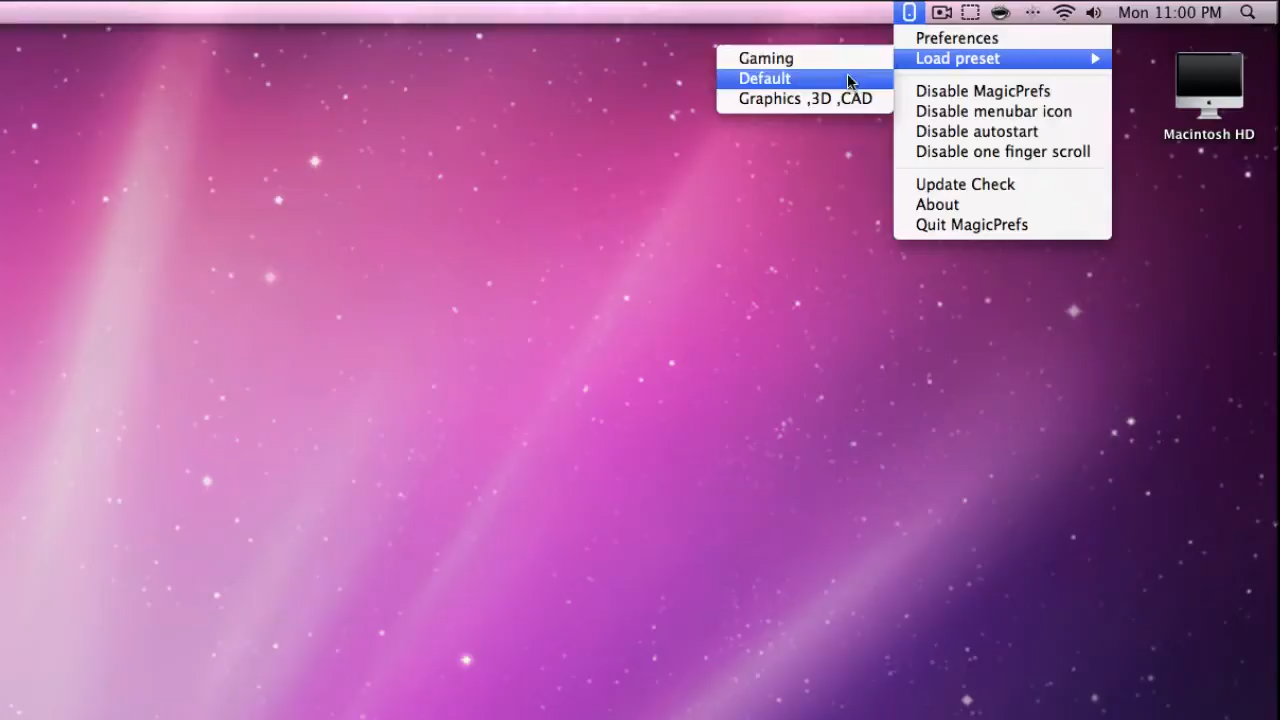 Mon 11:00 PM
Preferences
Load preset
Gaming
Default
Graphics ,3D ,CAD
Disable MagicPrefs
Disable menubar icon
Disable autostart
Disable one finger scroll
Update Check
About
Quit MagicPrefs
Macintosh HD